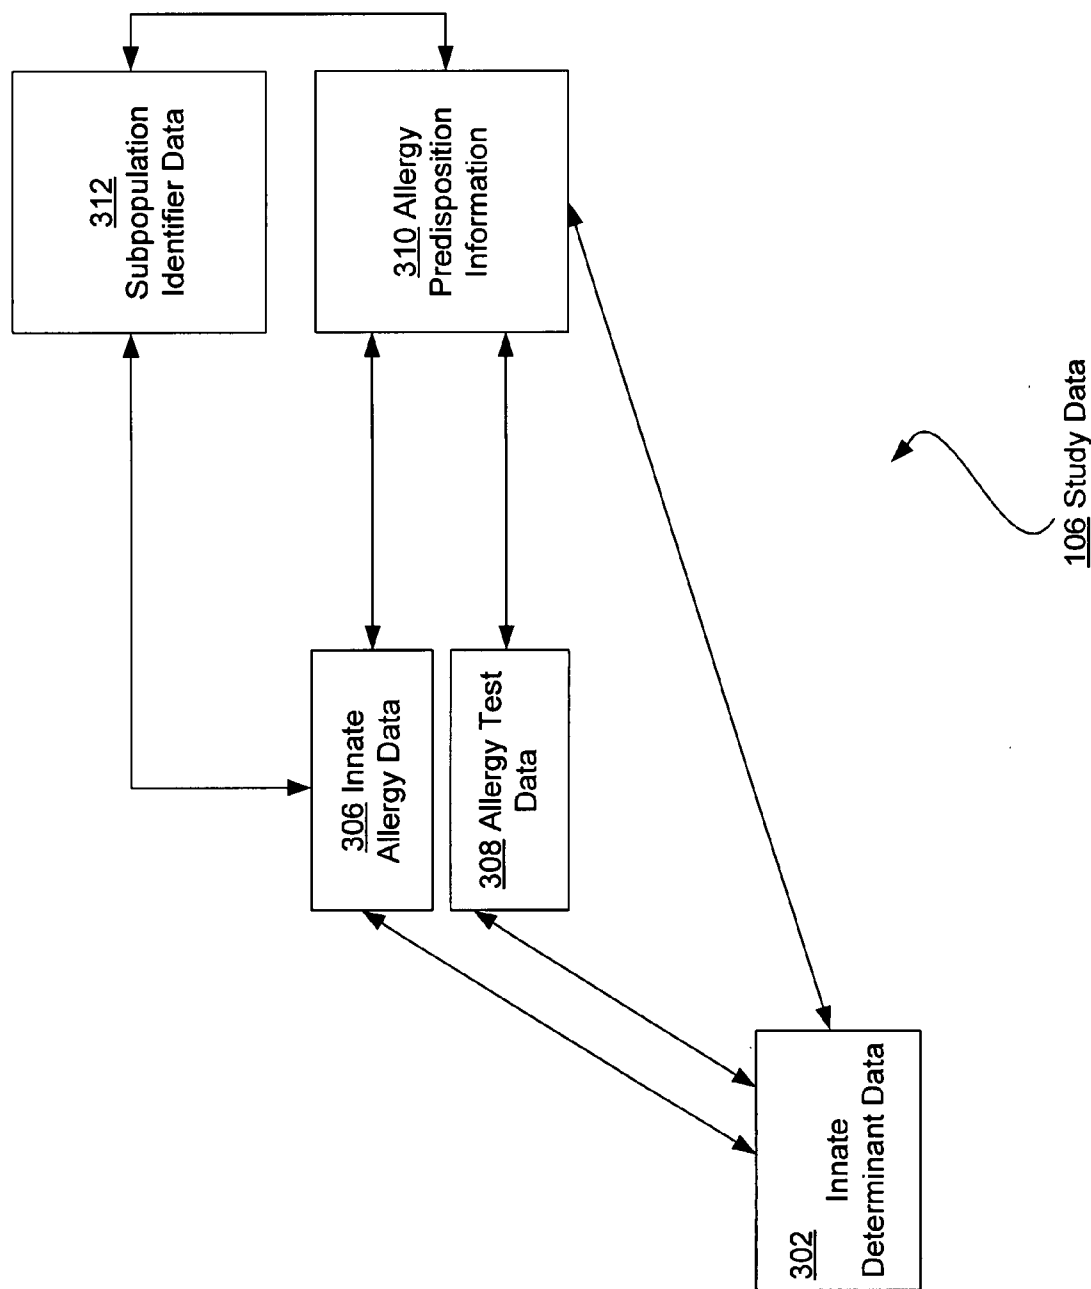 312
Subpopulation
Identifier Data
310 Allergy
Predisposition
Information
306 Innate
Allergy Data
308 Allergy Test
Data
302 Innate
Determinant Data
106 Study Data